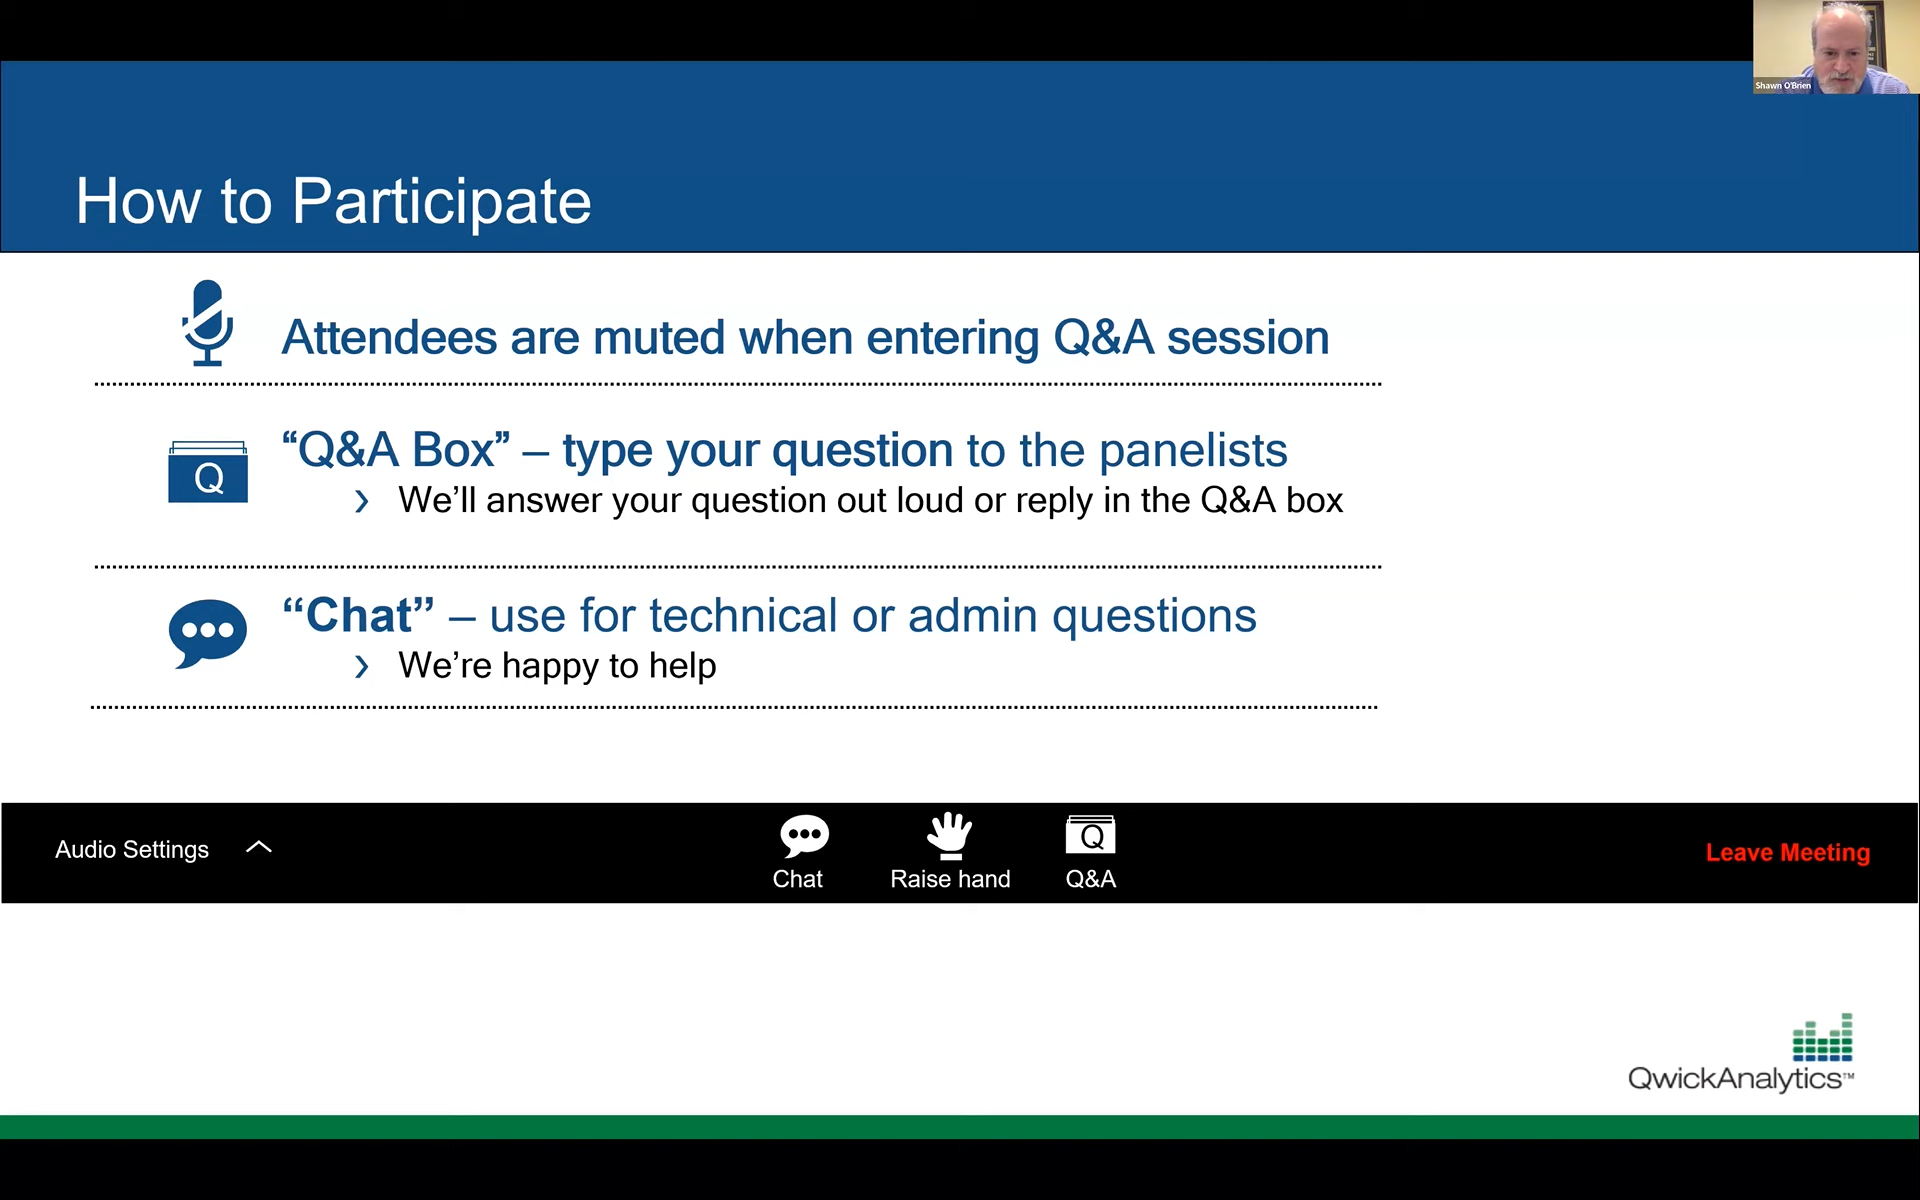 Shawn O'Brien
How to Participate
Attendees are muted when entering Q&A session
Q
“Q&A Box” – type your question to the panelists
› We’ll answer your question out loud or reply in the Q&A box
“Chat” – use for technical or admin questions
› We’re happy to help
Audio Settings
Q
Chat
Raise hand
Q&A
Leave Meeting
QwickAnalytics™